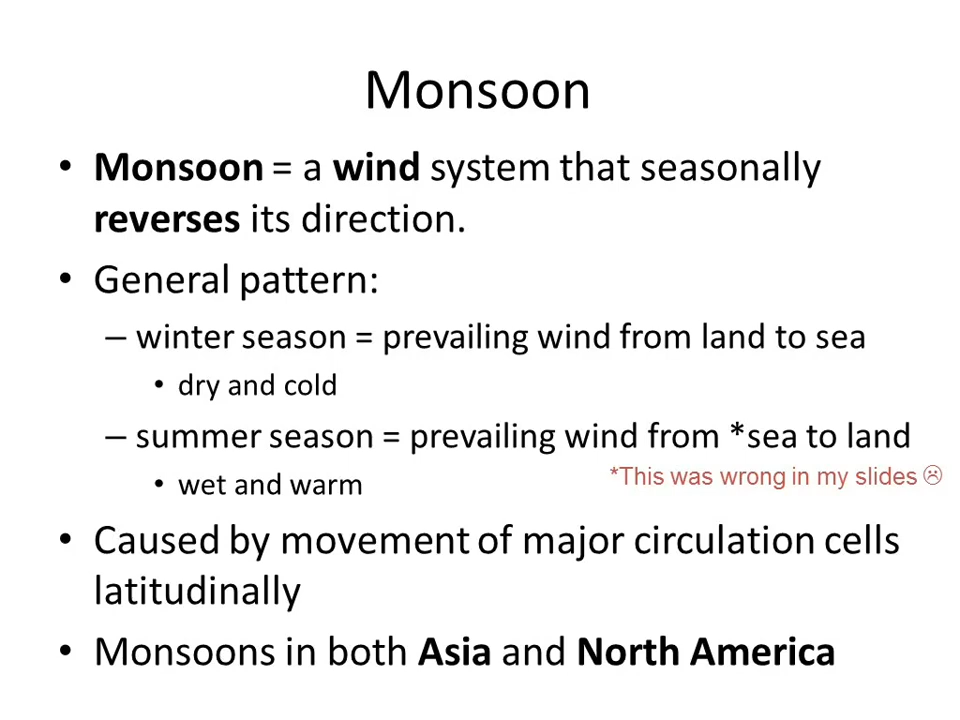 Monsoon
• Monsoon = a wind system that seasonally
reverses its direction.
• General pattern:
– winter season = prevailing wind from land to sea
• dry and cold
– summer season = prevailing wind from *sea to land
*This was wrong in my slides ☹
• wet and warm
• Caused by movement of major circulation cells
latitudinally
• Monsoons in both Asia and North America